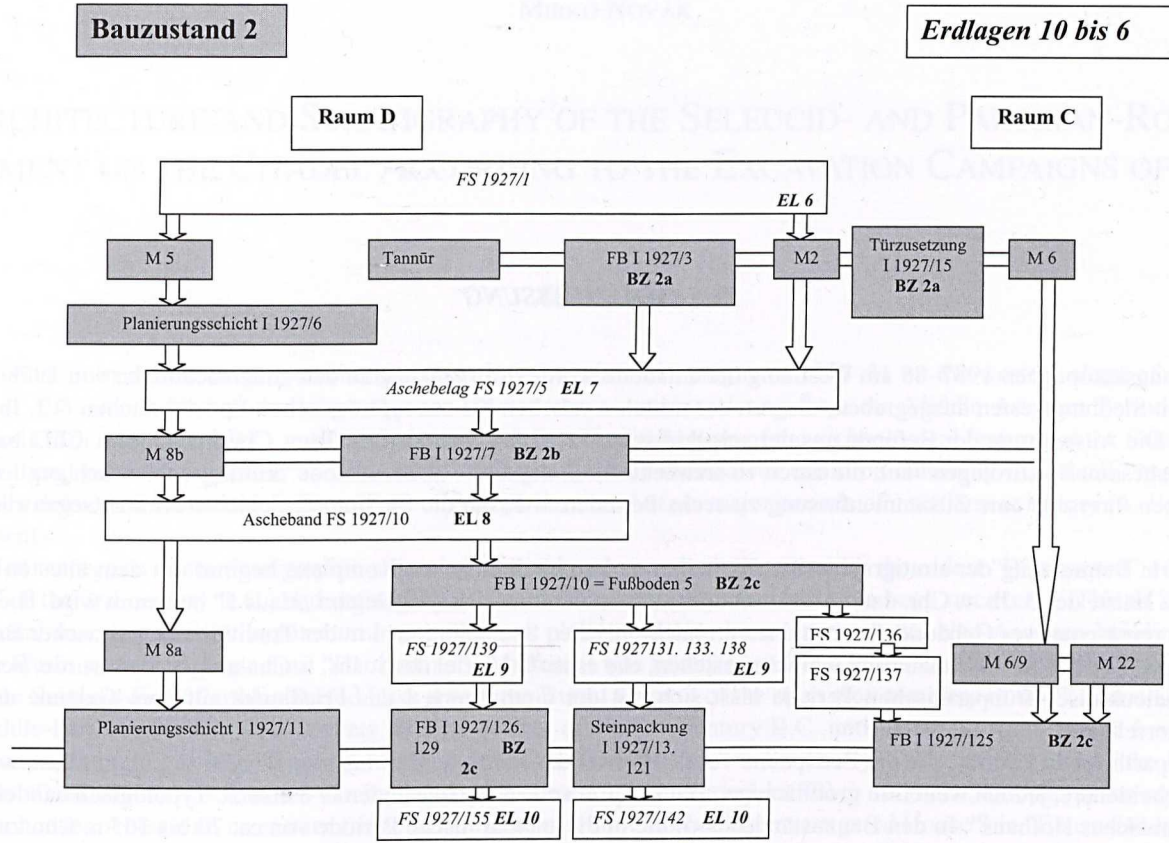 Bauzustand 2
Erdlagen 10 bis 6
Raum D
Raum C
FS 1927/1
EL 6
M 5
Tannūr
FB I 1927/3
BZ 2a
M2
Türzusetzung
I 1927/15
BZ 2a
M 6
Planierungsschicht I 1927/6
Ascheband FS 1927/5 EL 7
M 8b
FB I 1927/7 BZ 2b
Ascheband FS 1927/10 EL 8
FB I 1927/10 = Fußboden 5 BZ 2c
M 8a
FS 1927/139
EL 9
FS 1927131. 133. 138
EL 9
FS 1927/136
FS 1927/137
M 6/9
M 22
Planierungsschicht I 1927/11
FB I 1927/126.
129 BZ
2c
Steinpackung
I 1927/13.
121
FB I 1927/125 BZ 2c
FS 1927/155 EL 10
FS 1927/142 EL 10